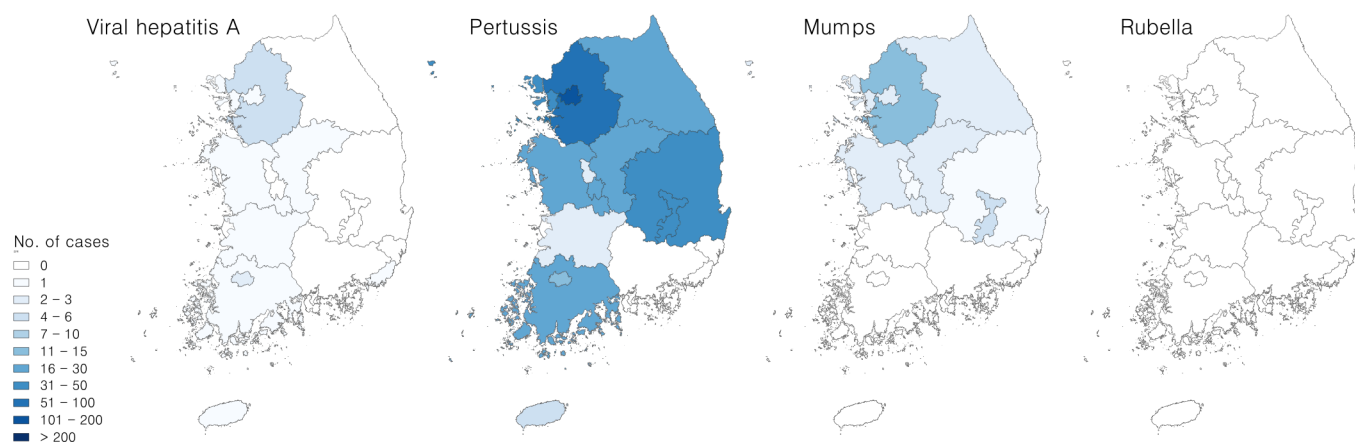 Viral hepatitis A
Pertussis
Mumps
Rubella
No. of cases
0
1
2 – 3
4 – 6
7 – 10
11 – 15
16 – 30
31 – 50
51 – 100
101 – 200
> 200